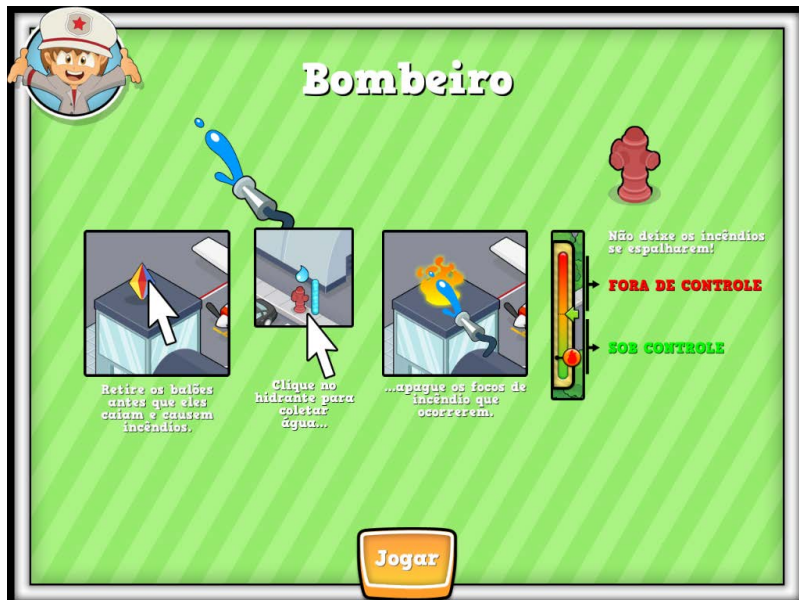 Bombeiro
Retire os balões
antes que eles
caiam e causem
incêndios.
Clique no
hidrante para
coletar
água...
...apague os focos de
incêndio que
ocorrerem.
Não deixe os incêndios
se espalharem!
FORA DE CONTROLE
SOB CONTROLE
Jogar